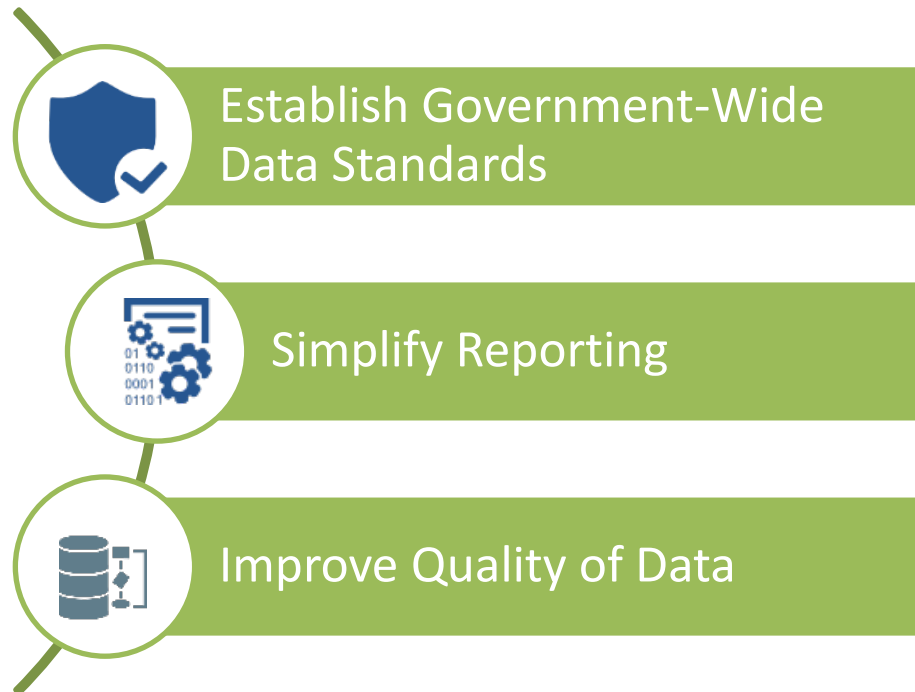 Establish Government-Wide
Data Standards
01
0110
0001
01101
Simplify Reporting
Improve Quality of Data